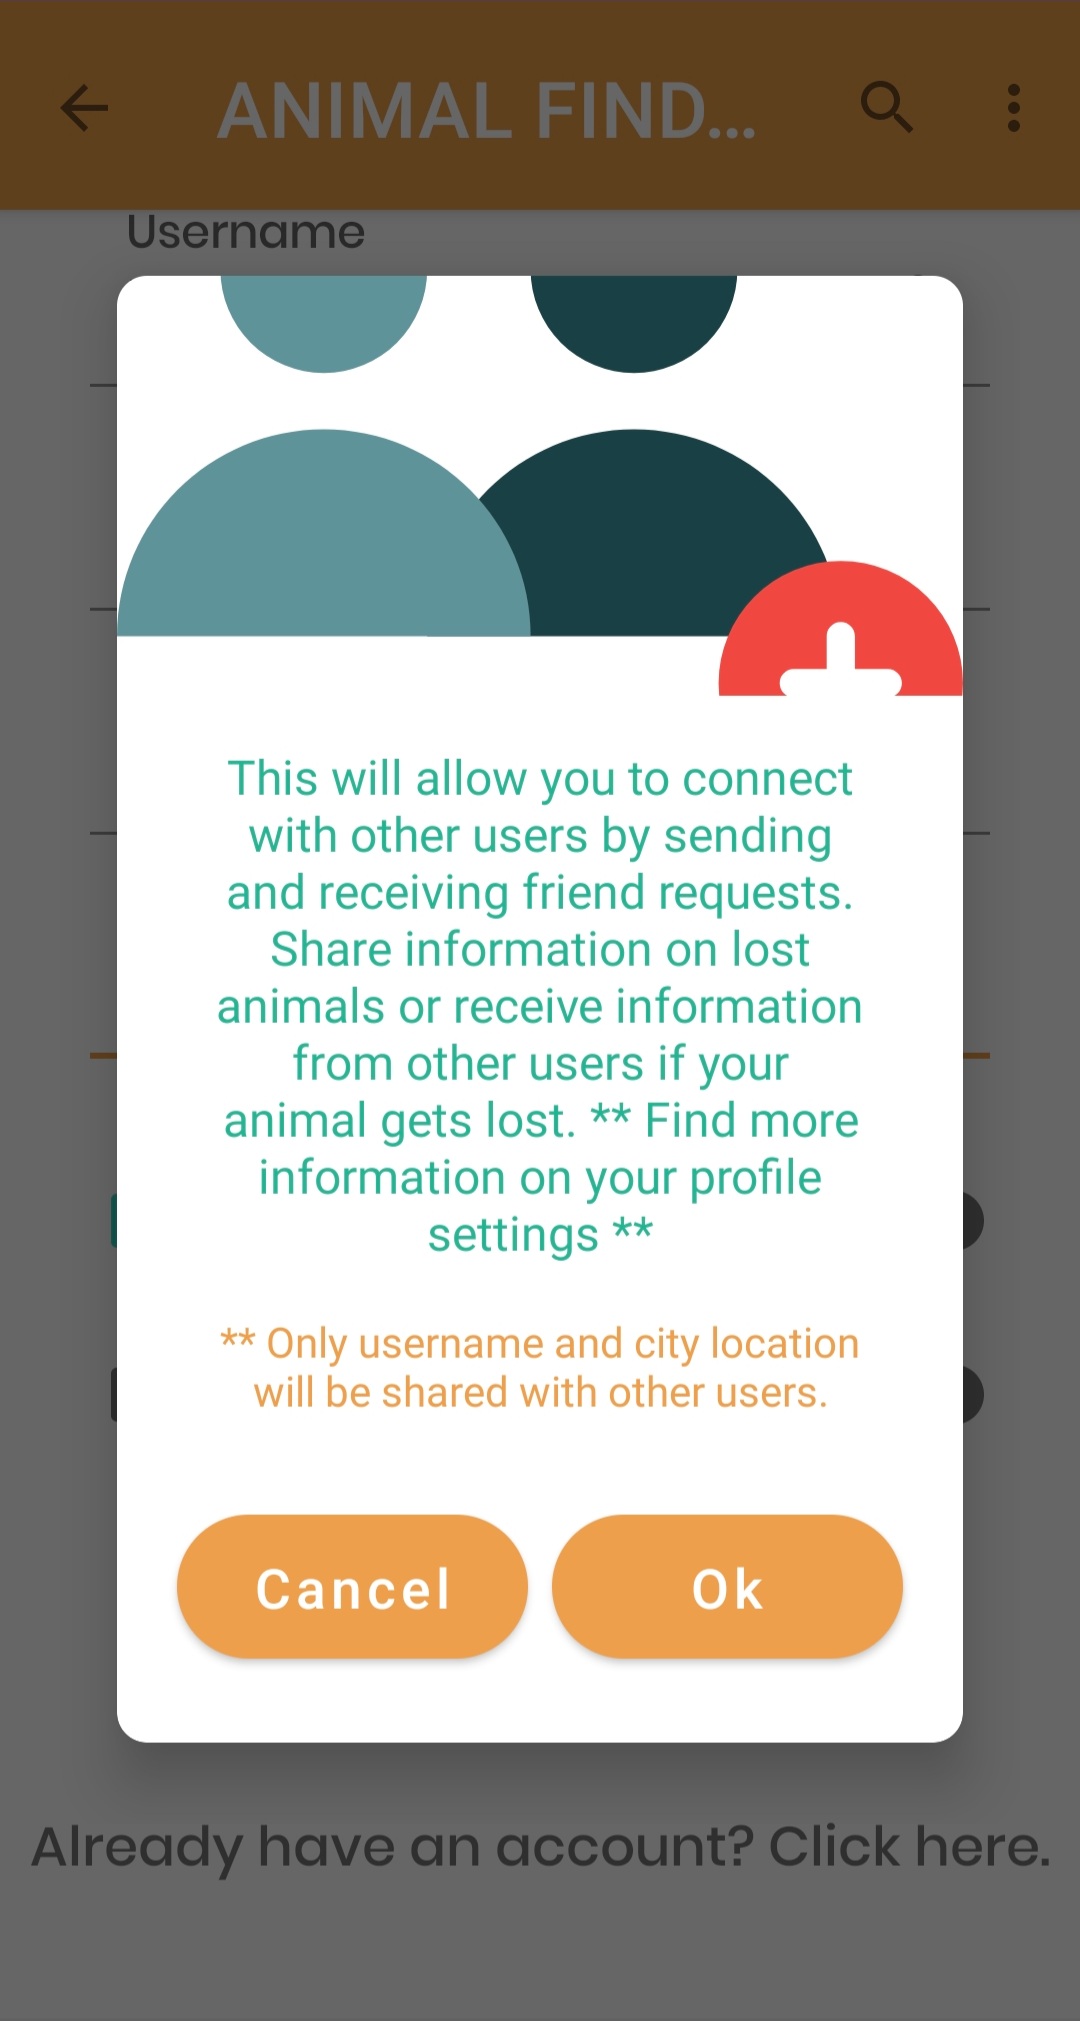 ANIMAL FIND...
Username
This will allow you to connect
with other users by sending
and receiving friend requests.
Share information on lost
animals or receive information
from other users if your
animal gets lost. ** Find more
information on your profile
settings **
** Only username and city location
will be shared with other users.
Cancel
Ok
Already have an account? Click here.